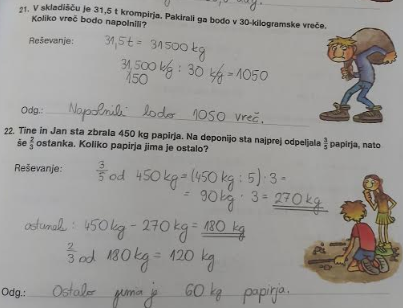 21. V skladišču je 31,5 t krompirja. Pakirali ga bodo v 30-kilogramske vreče.
Koliko vreč bodo napolnili?
Reševanje: 31,5 t = 31500 kg
31500 kg : 30 kg = 1050
150
Odg.: Napolnili bodo 1050 vreč.
22. Tine in Jan sta zbrala 450 kg papirja. Na deponijo sta najprej odpeljala 3/5 papirja, nato
še 2/3 ostanka. Koliko papirja jima je ostalo?
Reševanje: 3/5 od 450 kg = (450 kg : 5) · 3 =
= 90 kg · 3 = 270 kg
ostanek : 450 kg - 270 kg = 180 kg
2/3 od 180 kg = 120 kg
Odg.: Ostalo jima je 60 kg papirja.